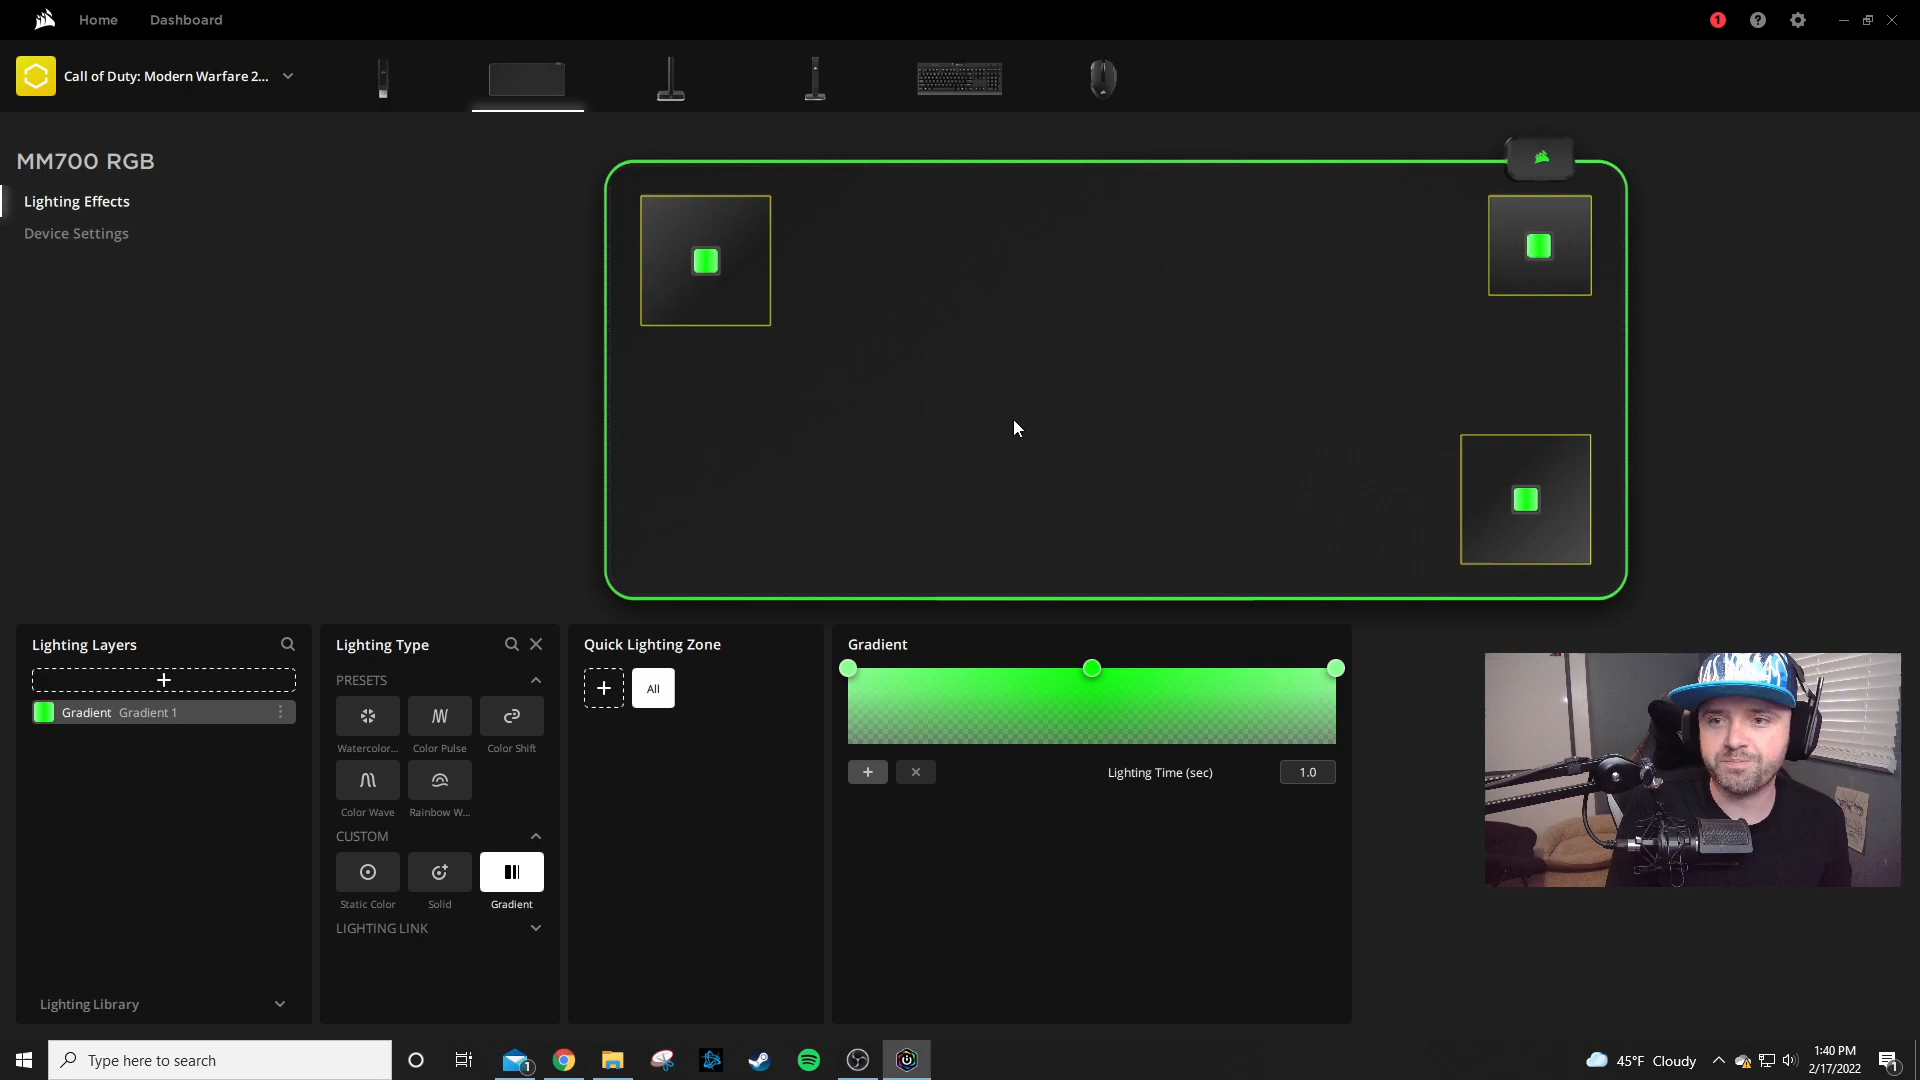 Home
Dashboard
1
?
Call of Duty: Modern Warfare 2...
MM700 RGB
Lighting Effects
Device Settings
Lighting Layers
+
Gradient Gradient 1
Lighting Library
Lighting Type
PRESETS
Watercolor...
Color Pulse
Color Shift
Color Wave
Rainbow W...
CUSTOM
Static Color
Solid
Gradient
LIGHTING LINK
Quick Lighting Zone
+
All
Gradient
+
Lighting Time (sec)
1.0
Type here to search
1
45°F Cloudy
1:40 PM
2/17/2022
1